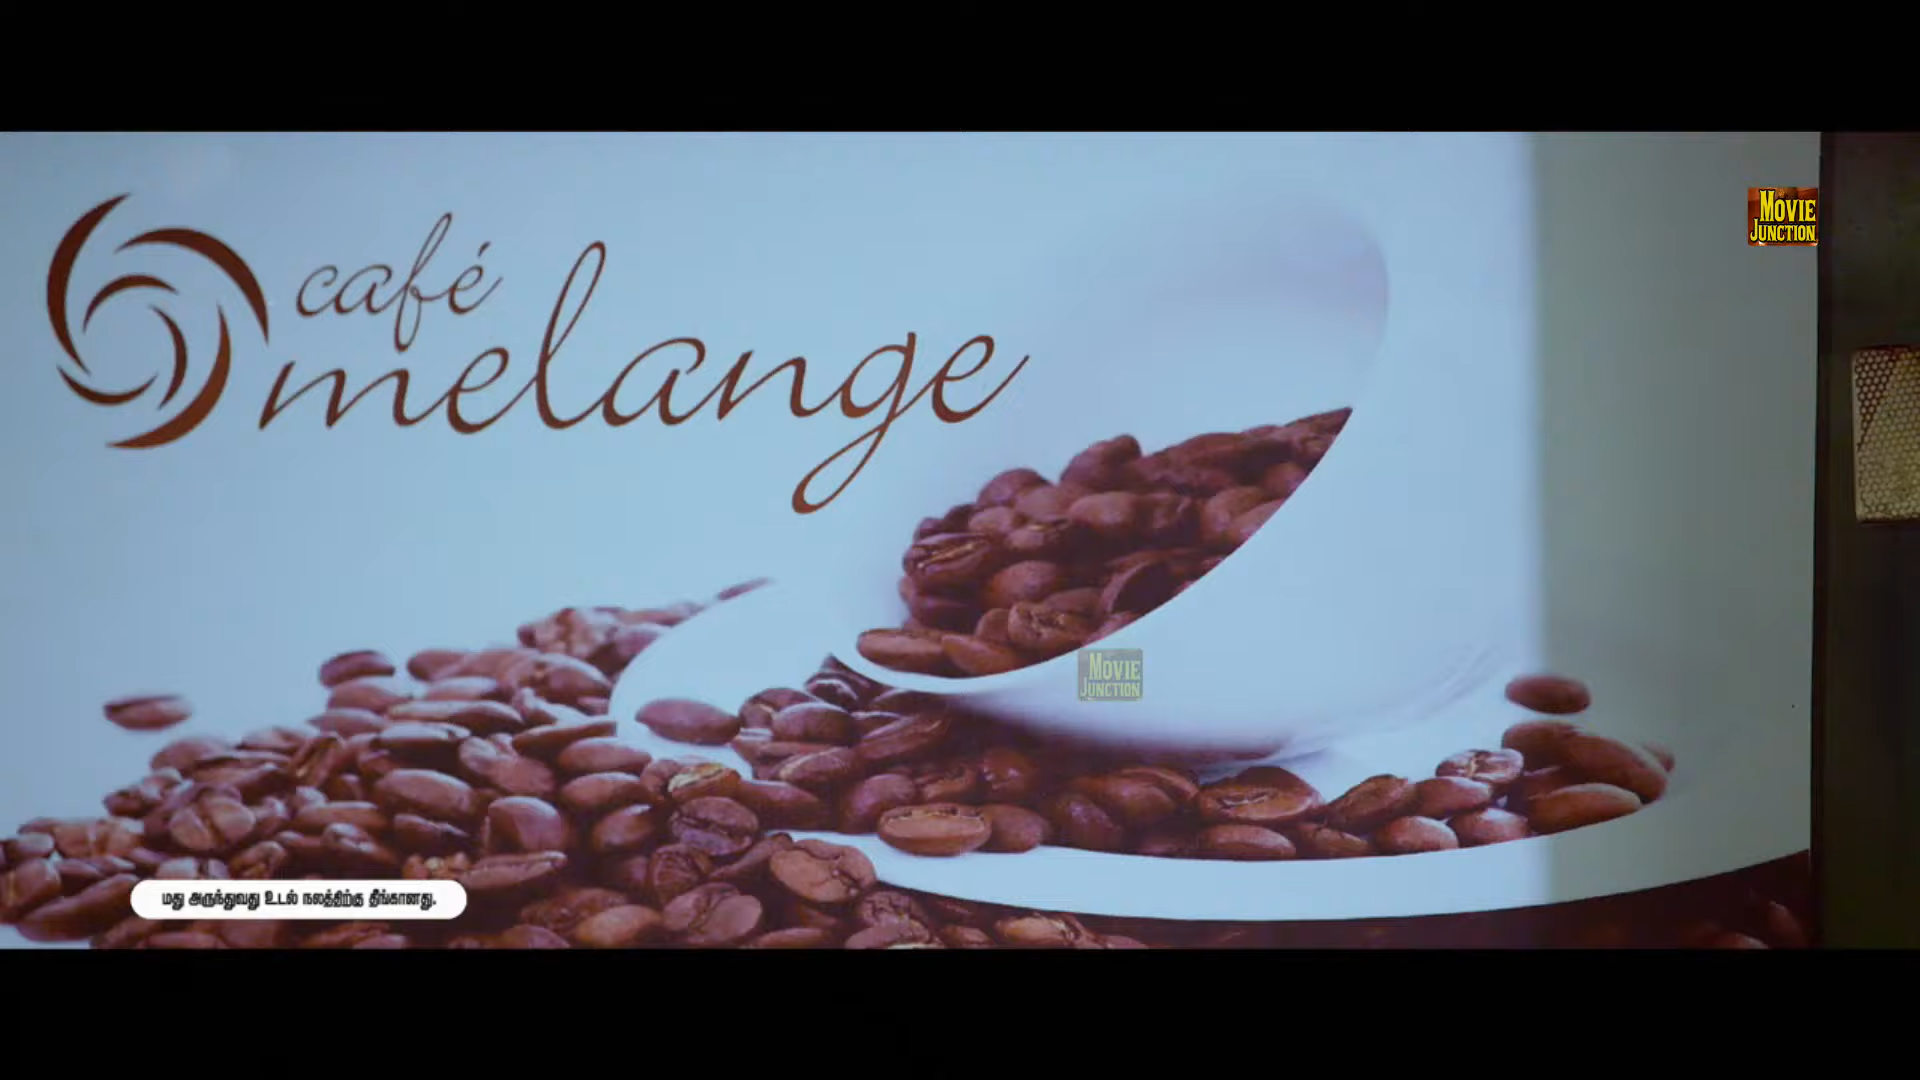 café
melange
MOVIE
JUNCTION
MOVIE
JUNCTION
மது அருந்துவது உடல் நலத்திற்கு தீங்கானது.